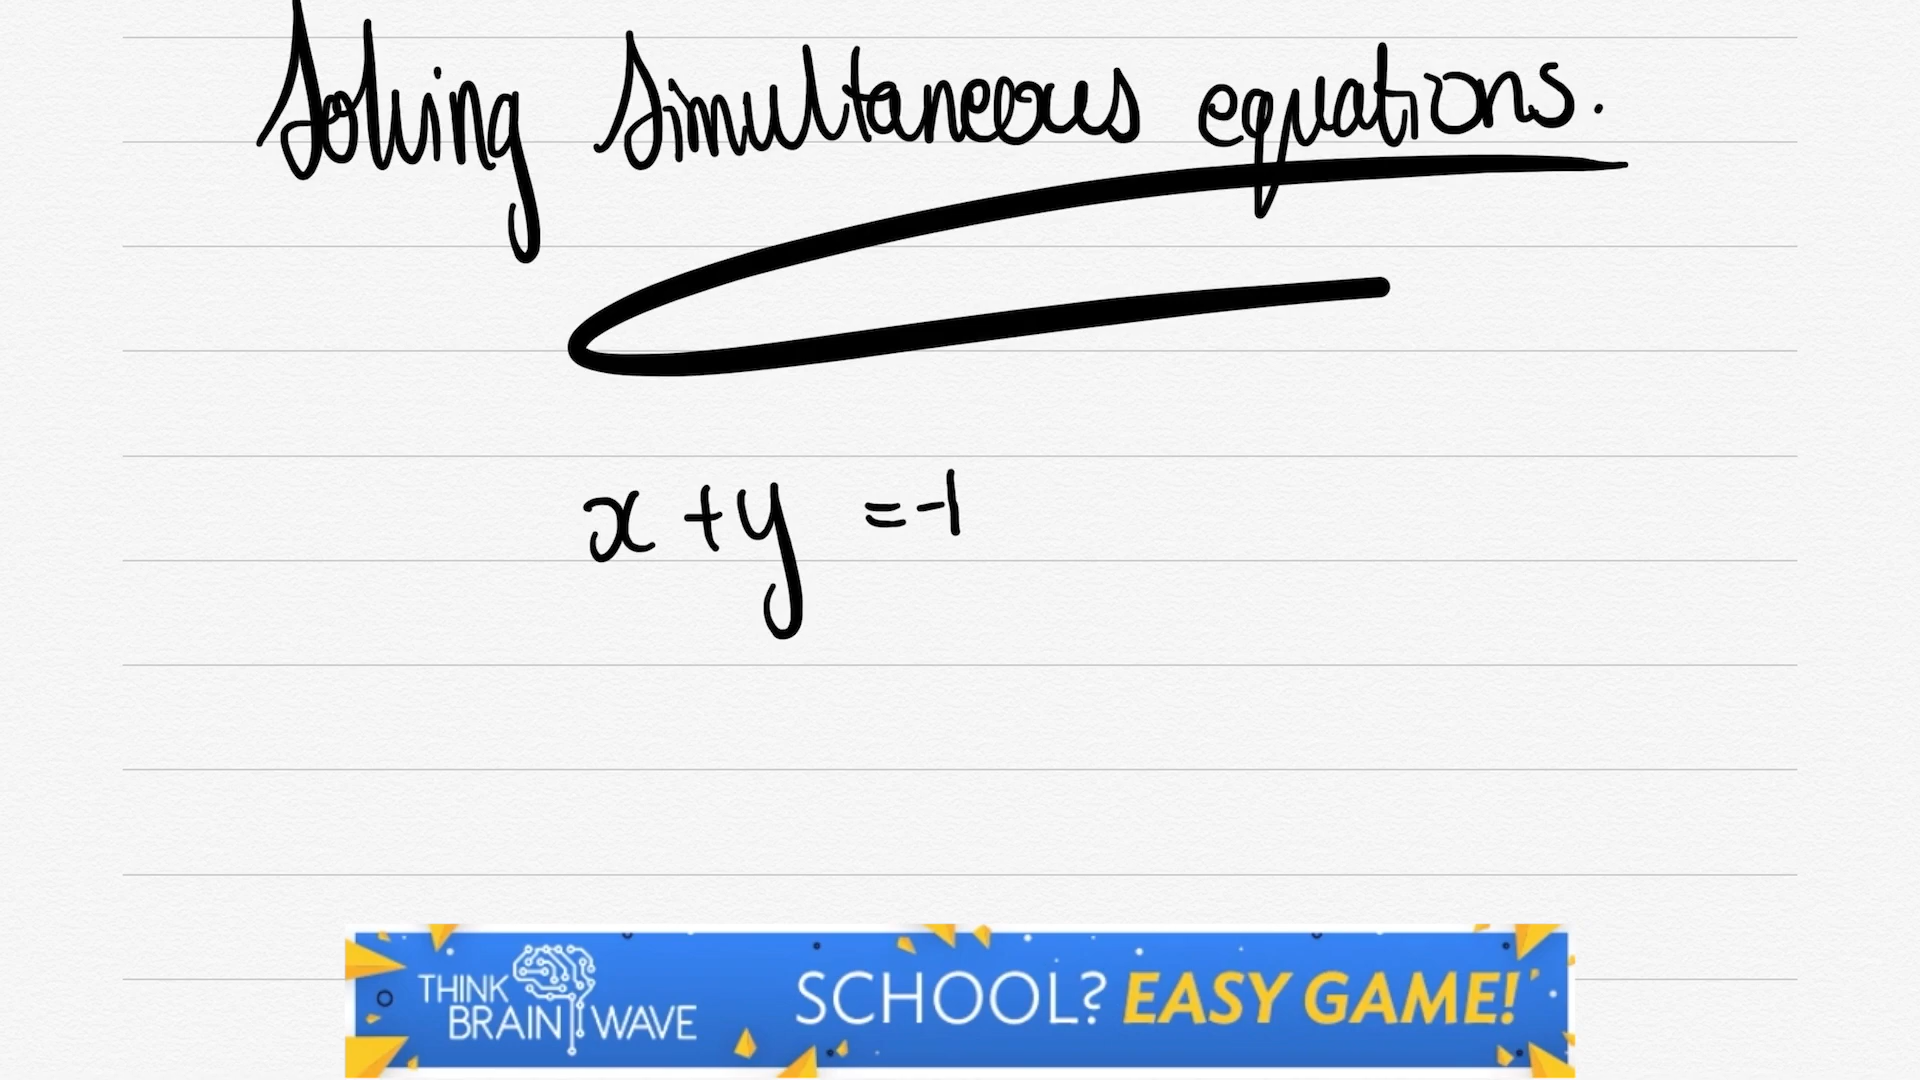 Solving Simultaneous equations.
x + y = -1
THINK
BRAIN WAVE
SCHOOL? EASY GAME!